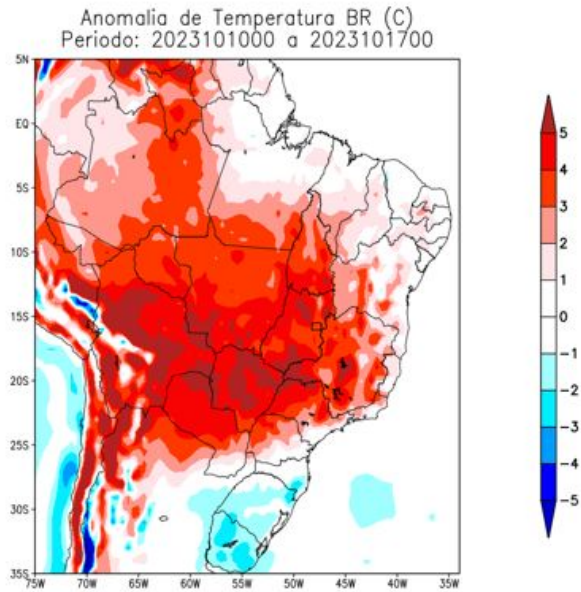 Anomalia de Temperatura BR (C)
Periodo: 2023101000 a 2023101700
5N
EQ
5S
10S
15S
20S
25S
30S
35S
75W 70W 65W 60W 55W 50W 45W 40W 35W
5
4
3
2
1
0
-1
-2
-3
-4
-5